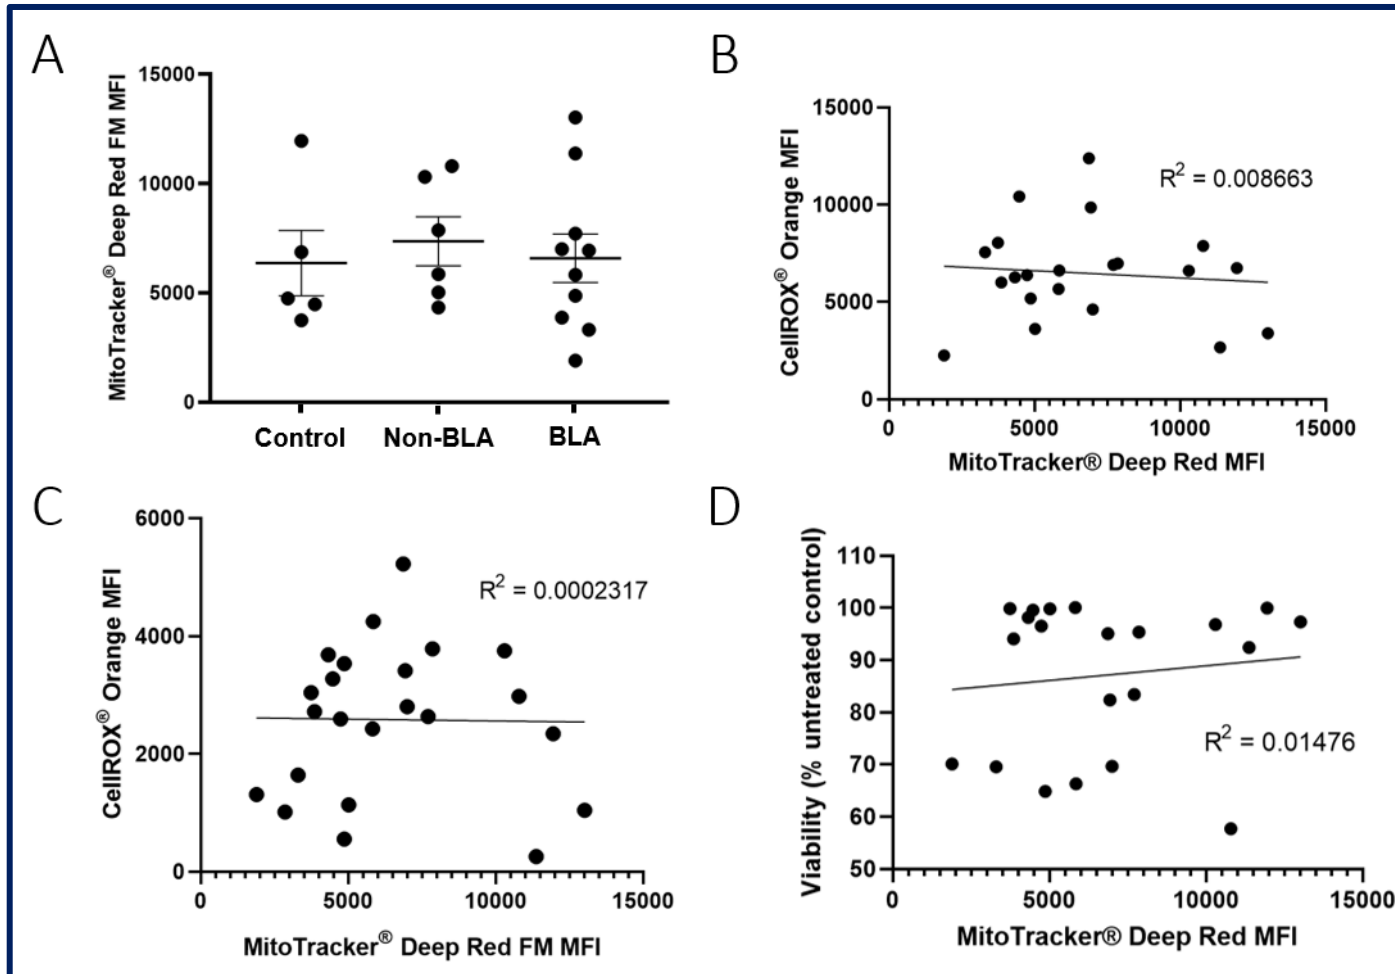 A
MitoTracker® Deep Red FM MFI
15000
10000
5000
0
Control Non-BLA BLA
B
CellROX® Orange MFI
15000
10000
5000
0
R² = 0.008663
0 5000 10000 15000
MitoTracker® Deep Red MFI
C
CellROX® Orange MFI
6000
4000
2000
0
R² = 0.0002317
0 5000 10000 15000
MitoTracker® Deep Red FM MFI
D
Viability (% untreated control)
110
100
90
80
70
60
50
R² = 0.01476
0 5000 10000 15000
MitoTracker® Deep Red MFI